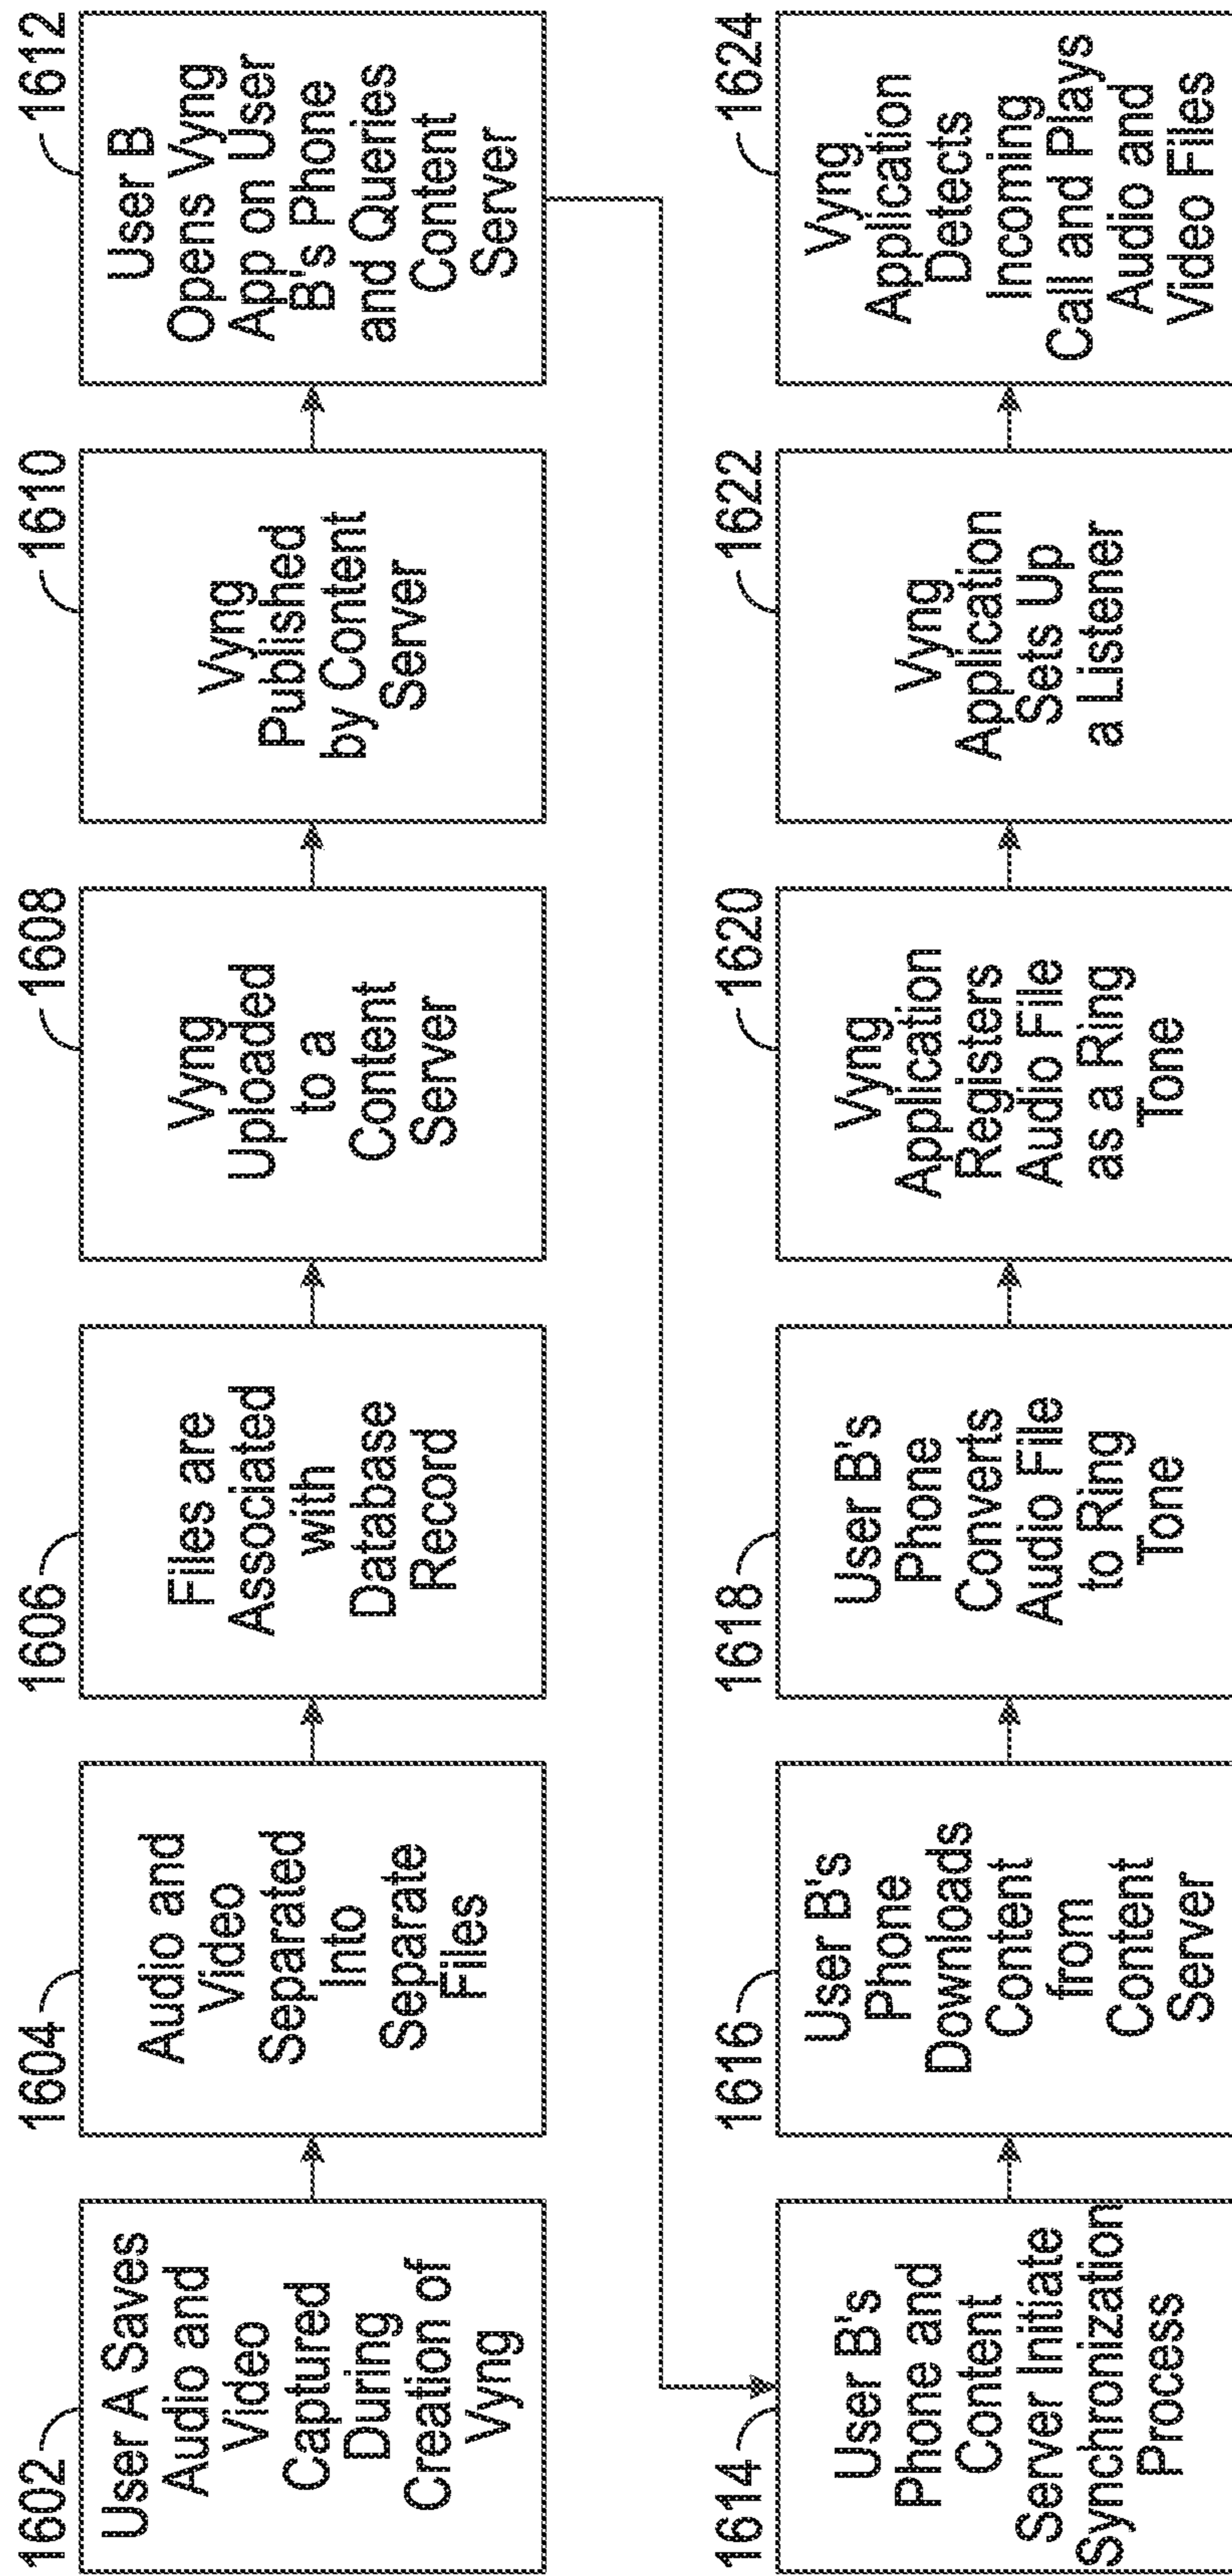 1602
User A Saves
Audio and
Video
Captured
During
Creation of
Vyng
1604
Audio and
Video
Separated
Into
Separate
Files
1606
Files are
Associated
with
Database
Record
1608
Vyng
Uploaded
to a
Content
Server
1610
Vyng
Published
by Content
Server
1612
User B
Opens Vyng
App on User
B's Phone
and Queries
Content
Server
1614
User B's
Phone and
Content
Server Initiate
Synchronization
Process
1616
User B's
Phone
Downloads
Content
from
Content
Server
1618
User B's
Phone
Converts
Audio File
to Ring
Tone
1620
Vyng
Application
Registers
Audio File
as a Ring
Tone
1622
Vyng
Application
Sets Up
a Listener
1624
Vyng
Application
Detects
Incoming
Call and Plays
Audio and
Video Files